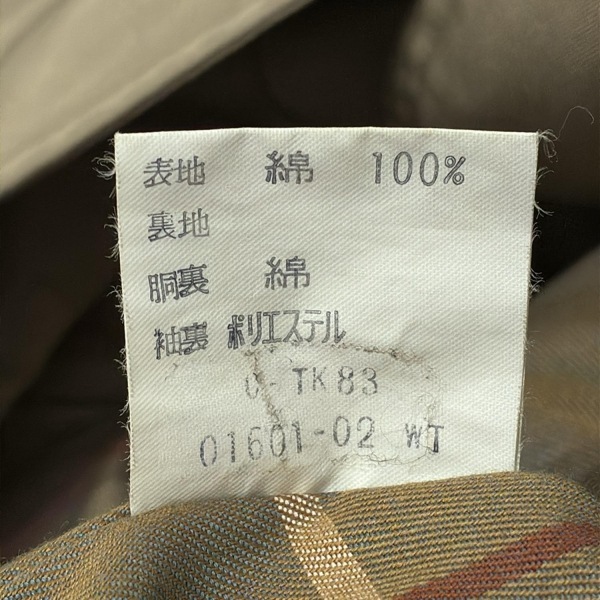 表地 綿 100%
裏地
胴裏 綿
袖裏 ポリエステル
TK83
01601-02 WT